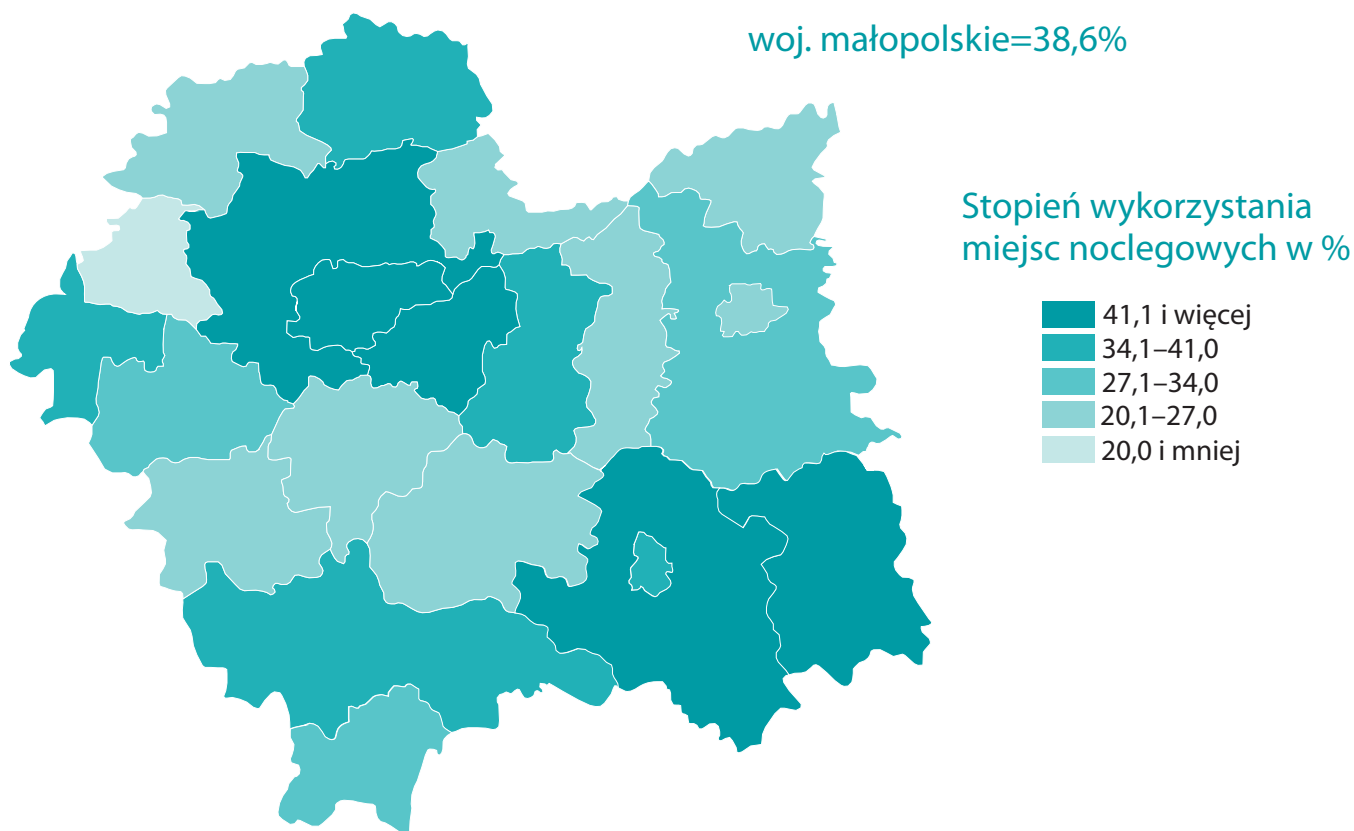 woj. małopolskie=38,6%
Stopień wykorzystania
miejsc noclegowych w %
41,1 i więcej
34,1–41,0
27,1–34,0
20,1–27,0
20,0 i mniej